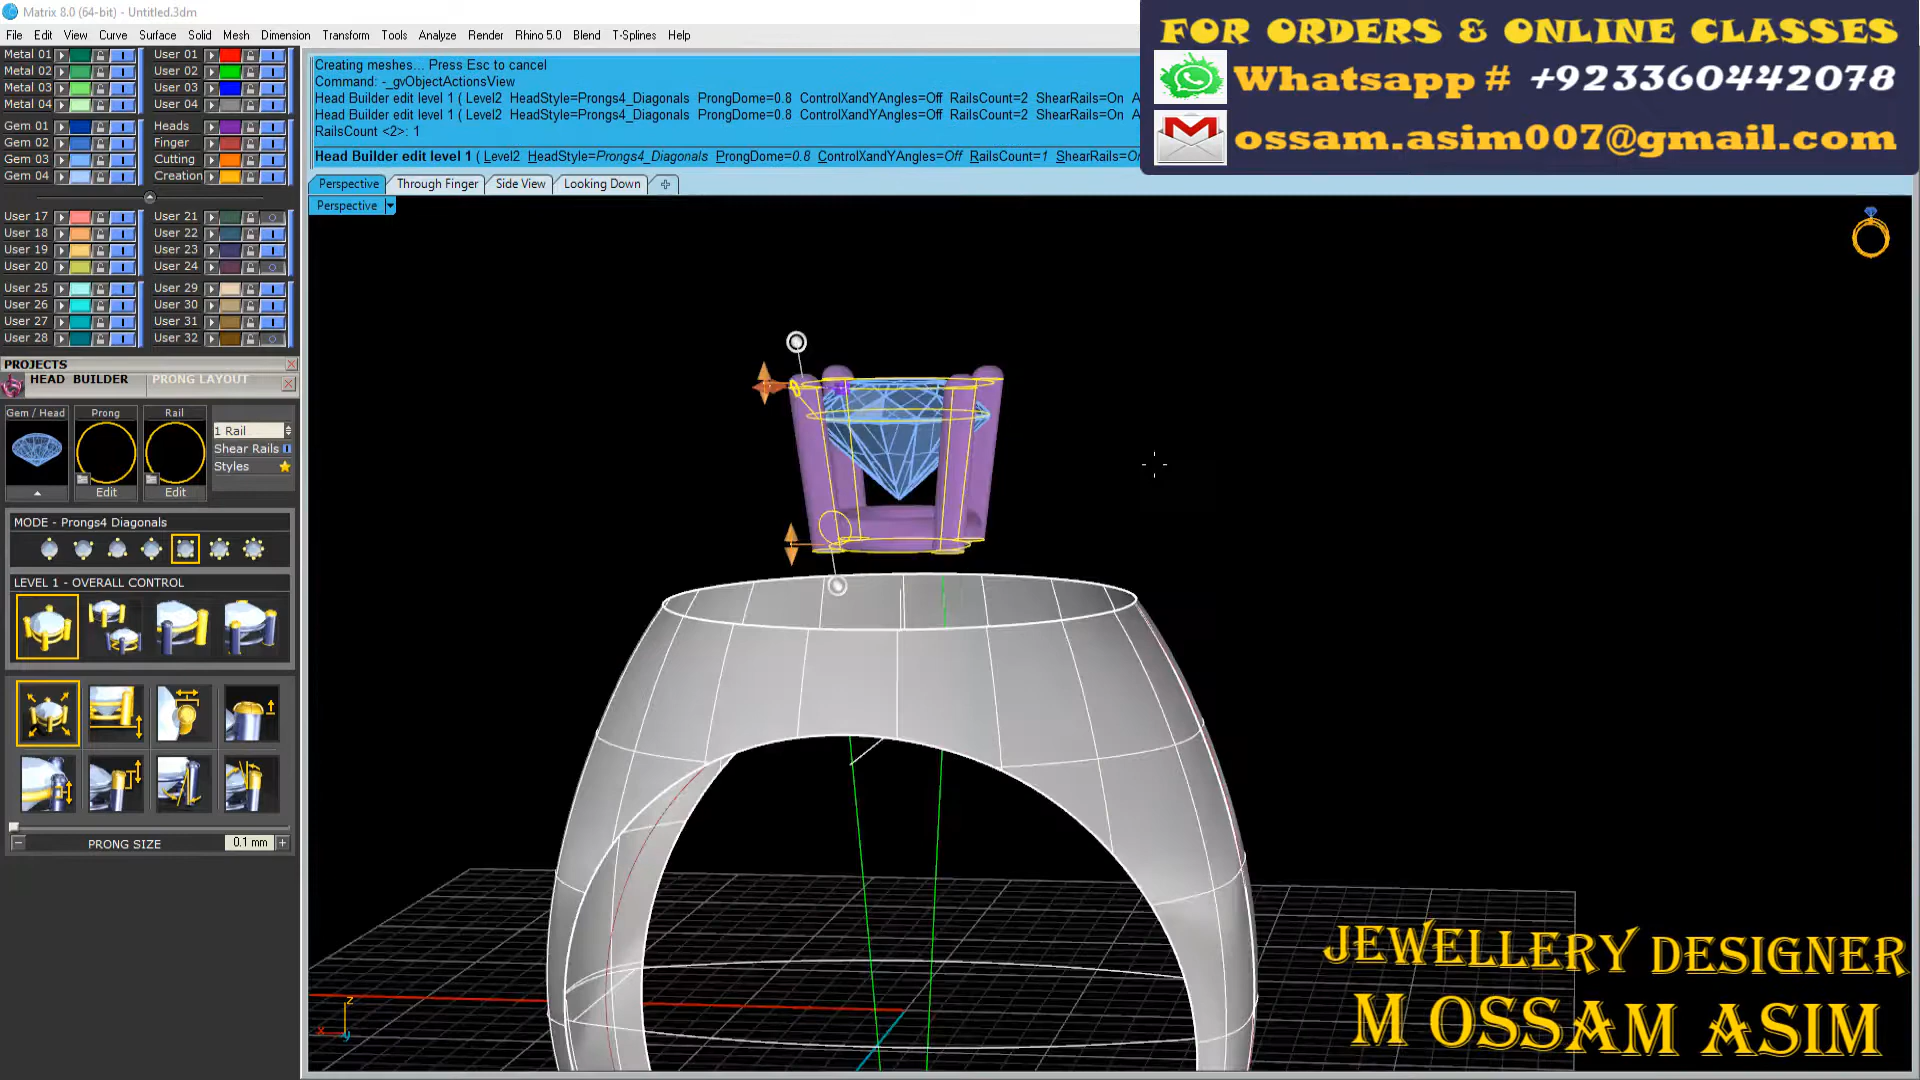 Matrix 8.0 (64-bit) - Untitled.3dm
File Edit View Curve Surface Solid Mesh Dimension Transform Tools Analyze Render Rhino 5.0 Blend T-Splines Help
FOR ORDERS & ONLINE CLASSES
Whatsapp # +923360442078
ossam.asim007@gmail.com
Metal 01 User 01
Metal 02 User 02
Metal 03 User 03
Metal 04 User 04
Gem 01 Heads
Gem 02 Finger
Gem 03 Cutting
Gem 04 Creation
User 17 User 21
User 18 User 22
User 19 User 23
User 20 User 24
User 25 User 29
User 26 User 30
User 27 User 31
User 28 User 32
Creating meshes... Press Esc to cancel
Command: -_gvObjectActionsView
Head Builder edit level 1 ( Level2 HeadStyle=Prongs4_Diagonals ProngDome=0.8 ControlXandYAngles=Off RailsCount=2 ShearRails=On A
Head Builder edit level 1 ( Level2 HeadStyle=Prongs4_Diagonals ProngDome=0.8 ControlXandYAngles=Off RailsCount=2 ShearRails=On A
RailsCount <2>: 1
Head Builder edit level 1 ( Level2 HeadStyle=Prongs4_Diagonals ProngDome=0.8 ControlXandYAngles=Off RailsCount=1 ShearRails=On
Perspective Through Finger Side View Looking Down
Perspective
PROJECTS
HEAD BUILDER PRONG LAYOUT
Gem / Head Prong Rail
1 Rail
Shear Rails
Styles
Edit Edit
MODE - Prongs4 Diagonals
LEVEL 1 - OVERALL CONTROL
PRONG SIZE 0.1 mm
z
x
y
JEWELLERY DESIGNER
M OSSAM ASIM